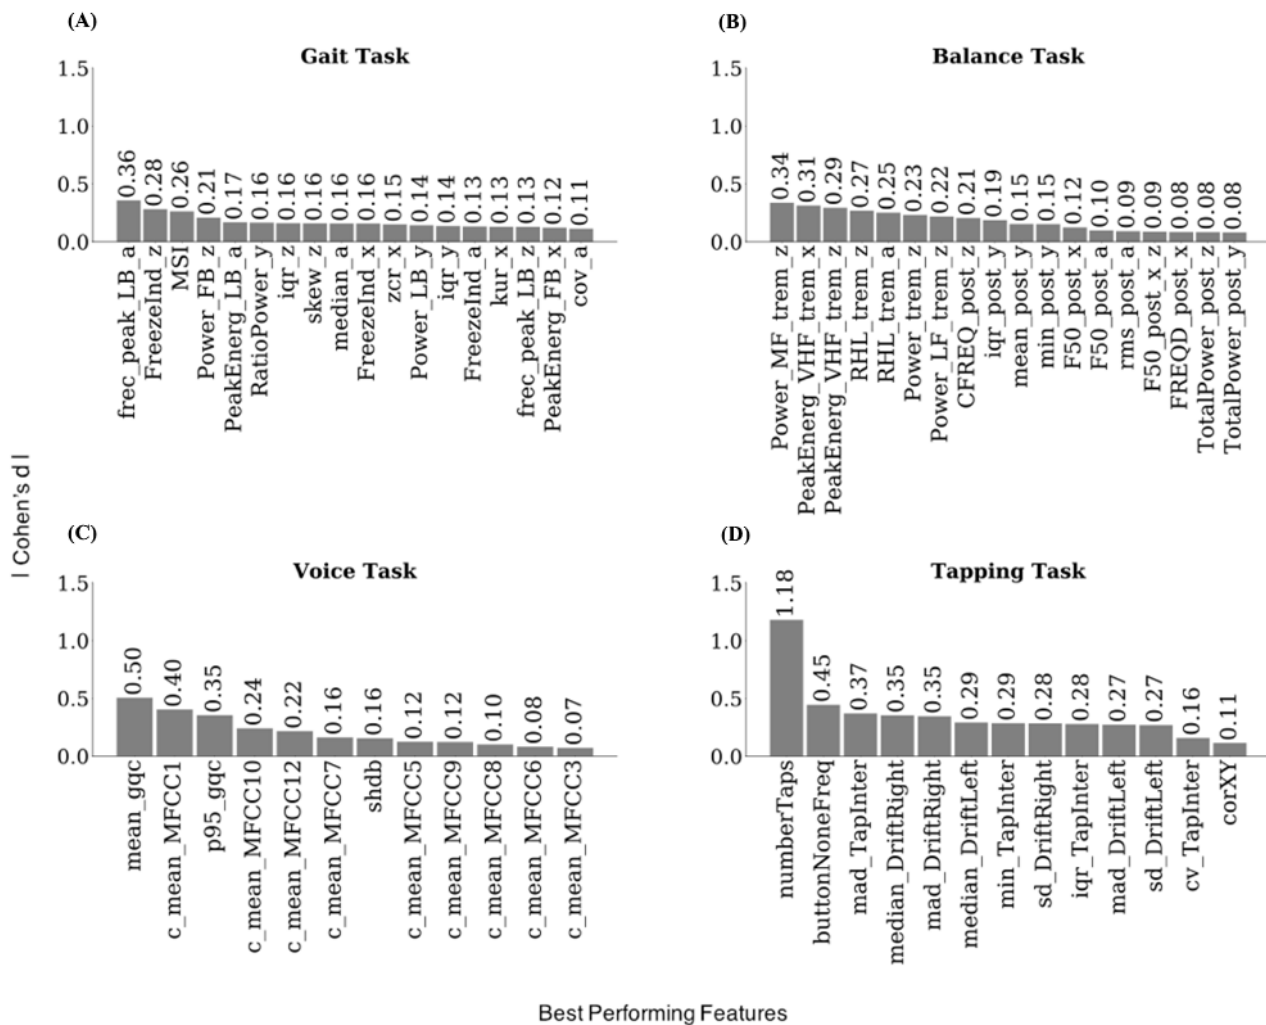 (A)
Gait Task
1.5
1.0
0.5
0.0
0.36
0.28
0.26
0.21
0.17
0.16
0.16
0.16
0.16
0.16
0.15
0.14
0.14
0.13
0.13
0.13
0.12
0.11
frec_peak_LB_a
FreezeInd_z
MSI
Power_FB_z
PeakEnerg_LB_a
RatioPower_y
iqr_z
skew_z
median_a
FreezeInd_x
zcr_x
Power_LB_y
iqr_y
FreezeInd_a
kur_x
frec_peak_LB_z
PeakEnerg_FB_x
cov_a
(B)
Balance Task
1.5
1.0
0.5
0.0
0.34
0.31
0.29
0.27
0.25
0.23
0.22
0.21
0.19
0.15
0.15
0.12
0.10
0.09
0.09
0.08
0.08
0.08
Power_MF_trem_z
PeakEnerg_VHF_trem_x
PeakEnerg_VHF_trem_z
RHL_trem_z
RHL_trem_a
Power_trem_z
Power_LF_trem_z
CFREQ_post_z
iqr_post_y
mean_post_y
min_post_y
F50_post_x
F50_post_a
rms_post_a
F50_post_x_z
FREQD_post_x
TotalPower_post_z
TotalPower_post_y
| Cohen's d |
(C)
Voice Task
1.5
1.0
0.5
0.0
0.50
0.40
0.35
0.24
0.22
0.16
0.16
0.12
0.12
0.10
0.08
0.07
mean_gqc
c_mean_MFCC1
p95_gqc
c_mean_MFCC10
c_mean_MFCC12
c_mean_MFCC7
shdb
c_mean_MFCC5
c_mean_MFCC9
c_mean_MFCC8
c_mean_MFCC6
c_mean_MFCC3
(D)
Tapping Task
1.5
1.0
0.5
0.0
1.18
0.45
0.37
0.35
0.35
0.29
0.29
0.28
0.28
0.27
0.27
0.16
0.11
numberTaps
buttonNoneFreq
mad_TapInter
median_DriftRight
mad_DriftRight
median_DriftLeft
min_TapInter
sd_DriftRight
iqr_TapInter
mad_DriftLeft
sd_DriftLeft
cv_TapInter
corXY
Best Performing Features